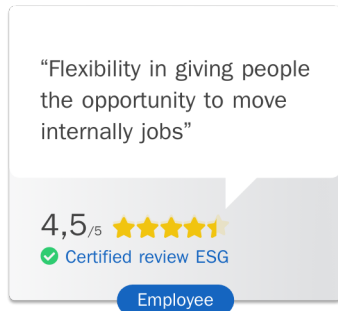 “Flexibility in giving people
the opportunity to move
internally jobs”
4,5/5
Certified review ESG
Employee